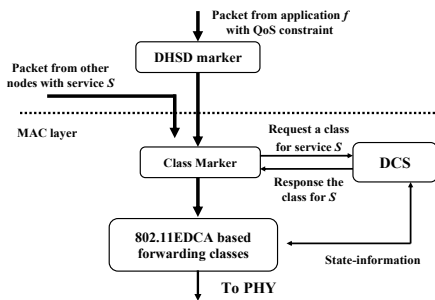 Packet from application f
with QoS constraint
DHSD marker
Packet from other
nodes with service S
MAC layer
Request a class
for service S
Class Marker
DCS
Response the
class for S
802.11EDCA based
forwarding classes
State-information
To PHY